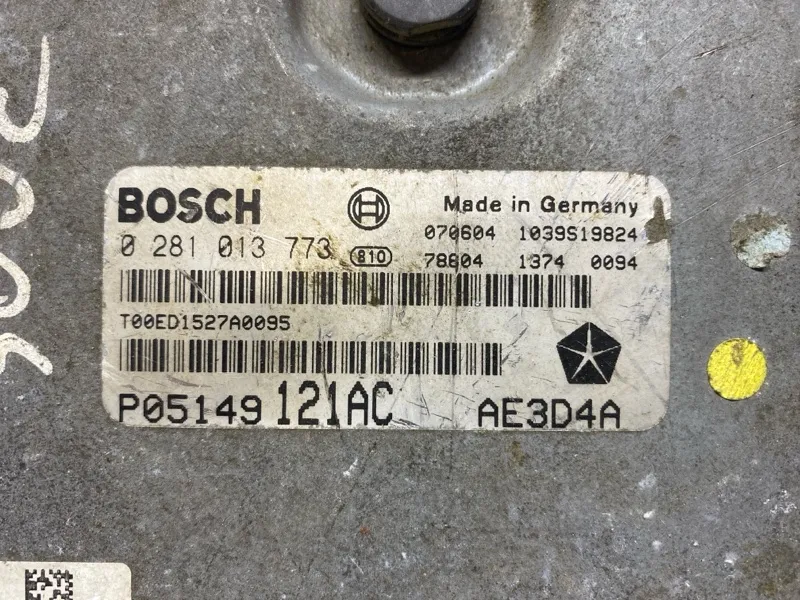 BOSCH
Made in Germany
0 281 013 773
810
070604 1039S19824
78804 1374 0094
T00ED1527A0095
P05149 121AC AE3D4A